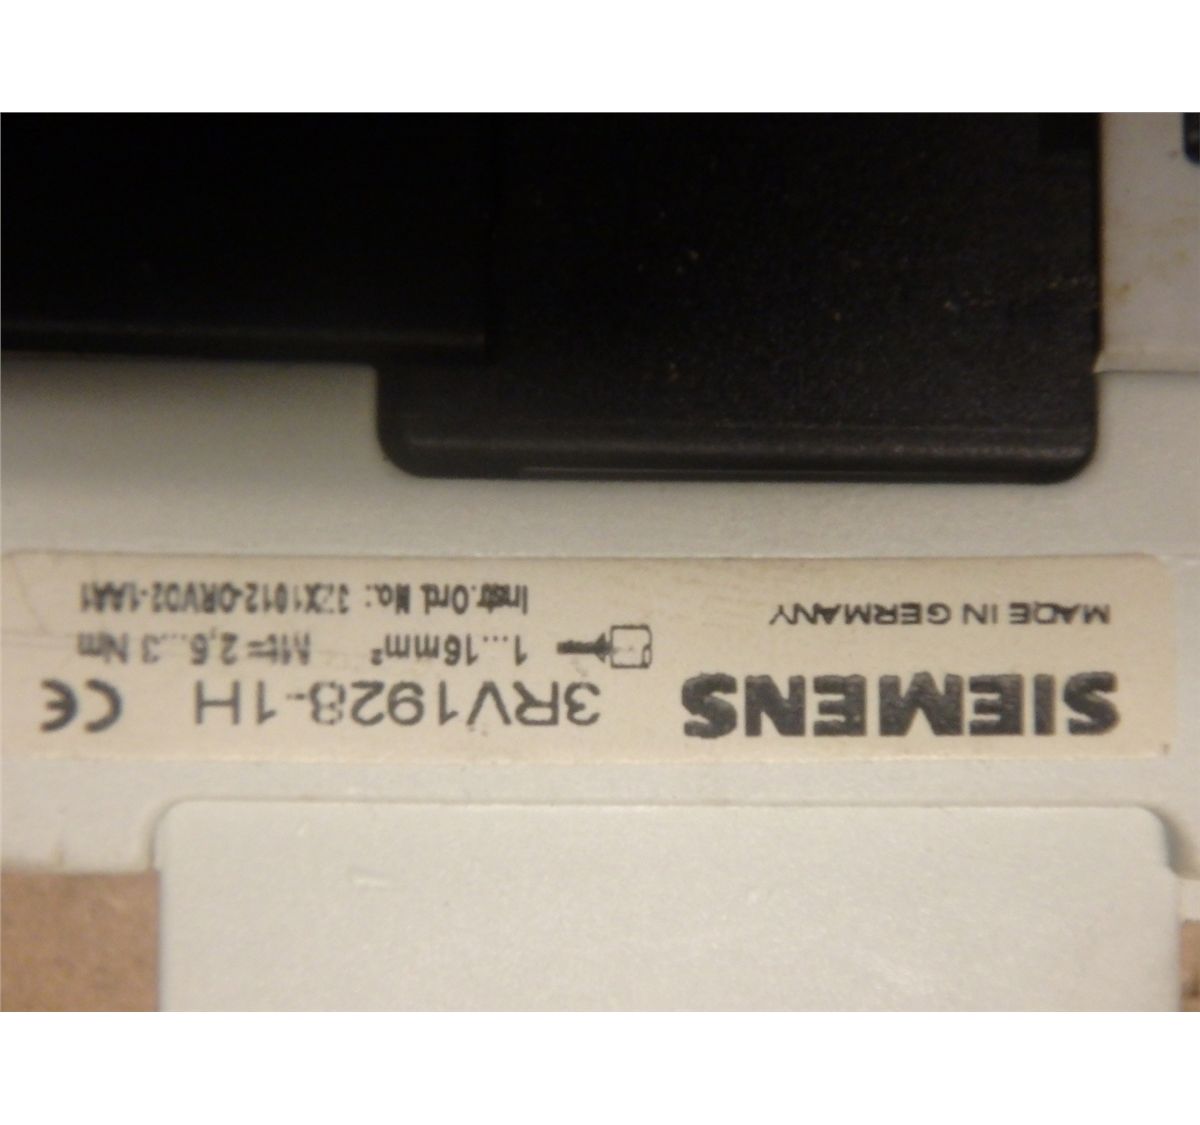 SIEMENS 3RV1928-1H CE
1...16mm² Mt=2,5...3 Nm
MADE IN GERMANY Instr.Ord. No.: 3ZX1012-0RV02-1AA1